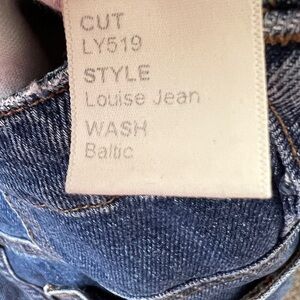 CUT
LY519
STYLE
Louise Jean
WASH
Baltic